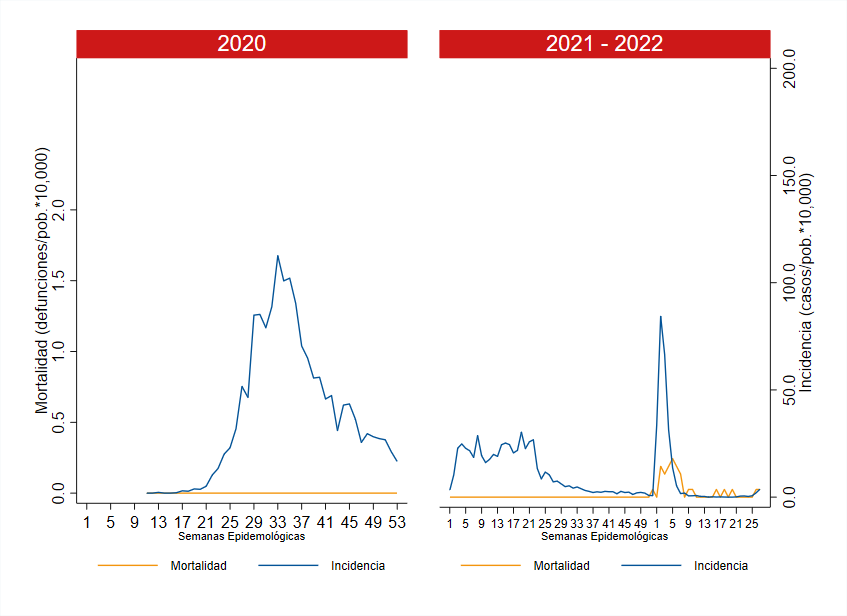 2020
2021 - 2022
Mortalidad (defunciones/pob.*10,000)
0.0 0.5 1.0 1.5 2.0
1 5 9 13 17 21 25 29 33 37 41 45 49 53
Semanas Epidemológicas
Mortalidad Incidencia
Incidencia (casos/pob.*10,000)
0.0 50.0 100.0 150.0 200.0
1 5 9 13 17 21 25 29 33 37 41 45 49 1 5 9 13 17 21 25
Semanas Epidemológicas
Mortalidad Incidencia